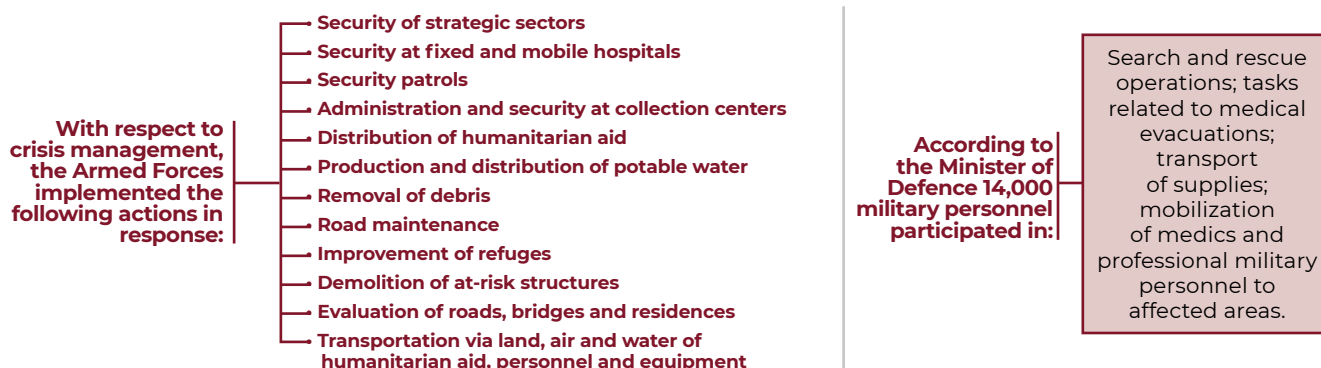 With respect to
crisis management,
the Armed Forces
implemented the
following actions in
response:
Security of strategic sectors
Security at fixed and mobile hospitals
Security patrols
Administration and security at collection centers
Distribution of humanitarian aid
Production and distribution of potable water
Removal of debris
Road maintenance
Improvement of refuges
Demolition of at-risk structures
Evaluation of roads, bridges and residences
Transportation via land, air and water of
humanitarian aid, personnel and equipment
According to
the Minister of
Defence 14,000
military personnel
participated in:
Search and rescue
operations; tasks
related to medical
evacuations;
transport
of supplies;
mobilization
of medics and
professional military
personnel to
affected areas.